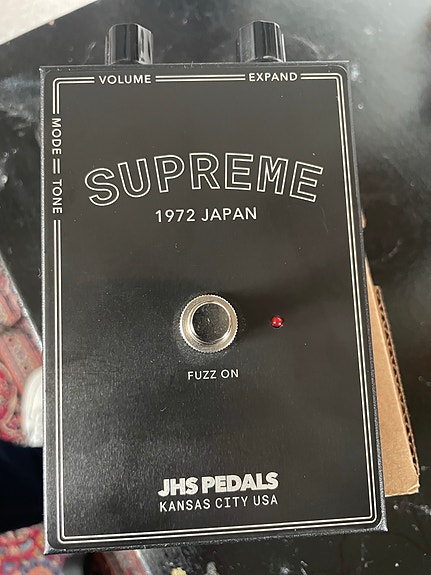 VOLUME EXPAND
MODE TONE
SUPREME
1972 JAPAN
FUZZ ON
JHS PEDALS
KANSAS CITY USA